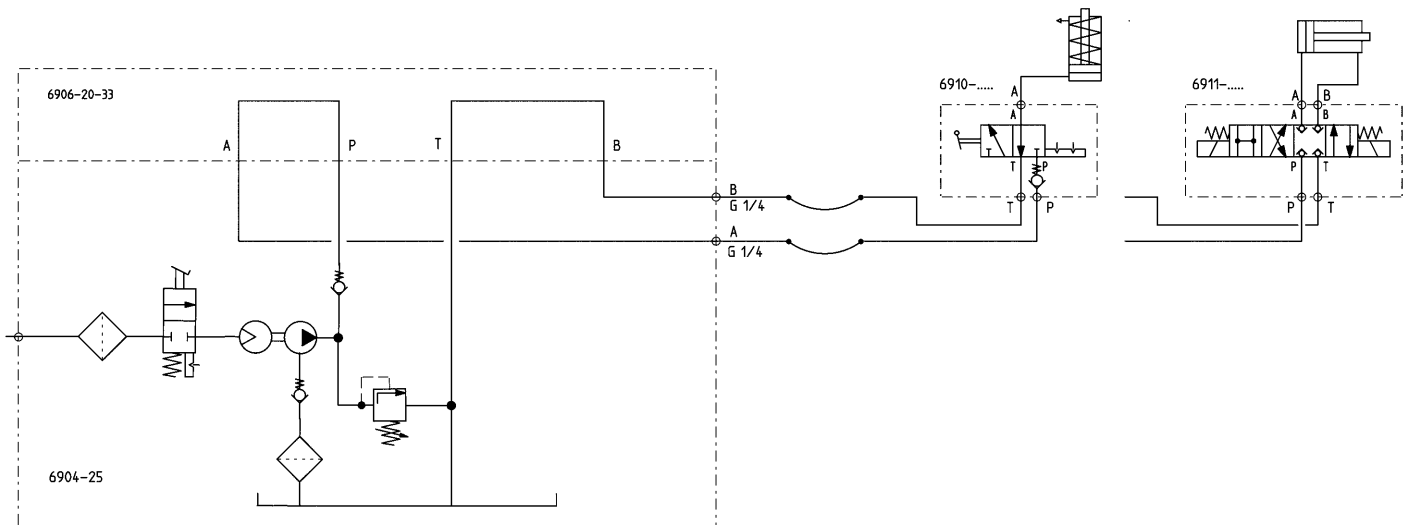 6906-20-33
A
P
T
B
B
G 1/4
A
G 1/4
6904-25
6910-.....
A
A
T
P
T
P
6911-.....
A
B
A
B
P
T
P
T